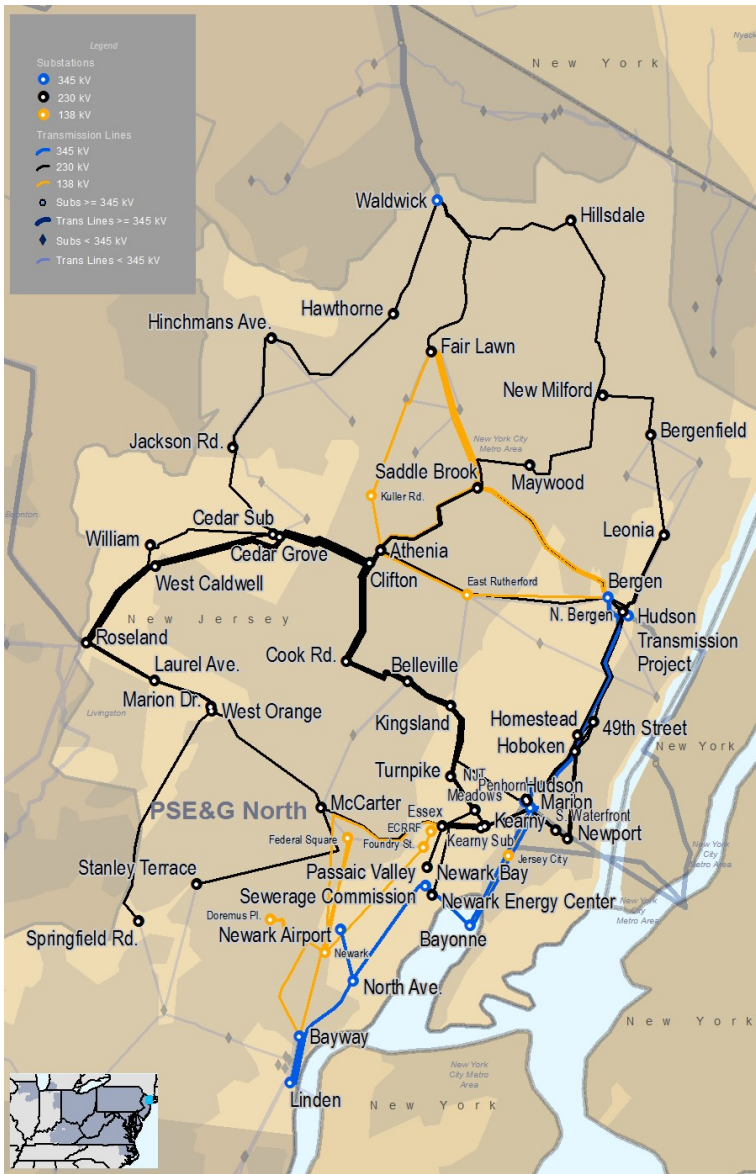 Legend
Substations
345 kV
230 kV
138 kV
Transmission Lines
345 kV
230 kV
138 kV
Subs >= 345 kV
Trans Lines >= 345 kV
Subs < 345 kV
Trans Lines < 345 kV
New York
Nyack
Waldwick
Hillsdale
Hawthorne
Hinchmans Ave.
Fair Lawn
New Milford
Bergenfield
New York City
Metro Area
Jackson Rd.
Saddle Brook
Maywood
Kuller Rd.
Cedar Sub
Leonia
William
Cedar Grove
Athenia
Clifton
West Caldwell
East Rutherford
Bergen
N. Bergen
Hudson
Transmission
Project
New Jersey
Roseland
Laurel Ave.
Cook Rd.
Belleville
Marion Dr.
West Orange
Kingsland
Livingston
Homestead
49th Street
Hoboken
New York
Turnpike
NJT
Penhorn
Hudson
Meadows
Marion
PSE&G North
McCarter
Essex
Kearny
S. Waterfront
ECRRF
Federal Square
Foundry St.
Kearny Sub
Newport
New York
City
Metro Area
Passaic Valley
Sewerage Commission
Newark Bay
Jersey City
Stanley Terrace
Newark Energy Center
New York
City
Metro Area
Doremus Pl.
Springfield Rd.
Newark Airport
Bayonne
Newark
North Ave.
New York
Bayway
New York
City Metro
Area
Linden
New York